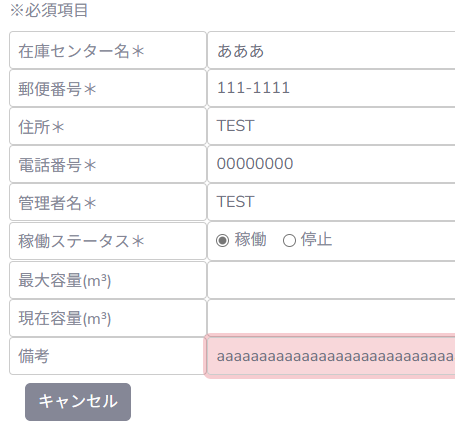 ※必須項目
在庫センター名＊ あああ
郵便番号＊ 111-1111
住所＊ TEST
電話番号＊ 00000000
管理者名＊ TEST
稼働ステータス＊ 稼働 停止
最大容量(m³)
現在容量(m³)
備考 aaaaaaaaaaaaaaaaaaaaaaaaaaaaa
キャンセル